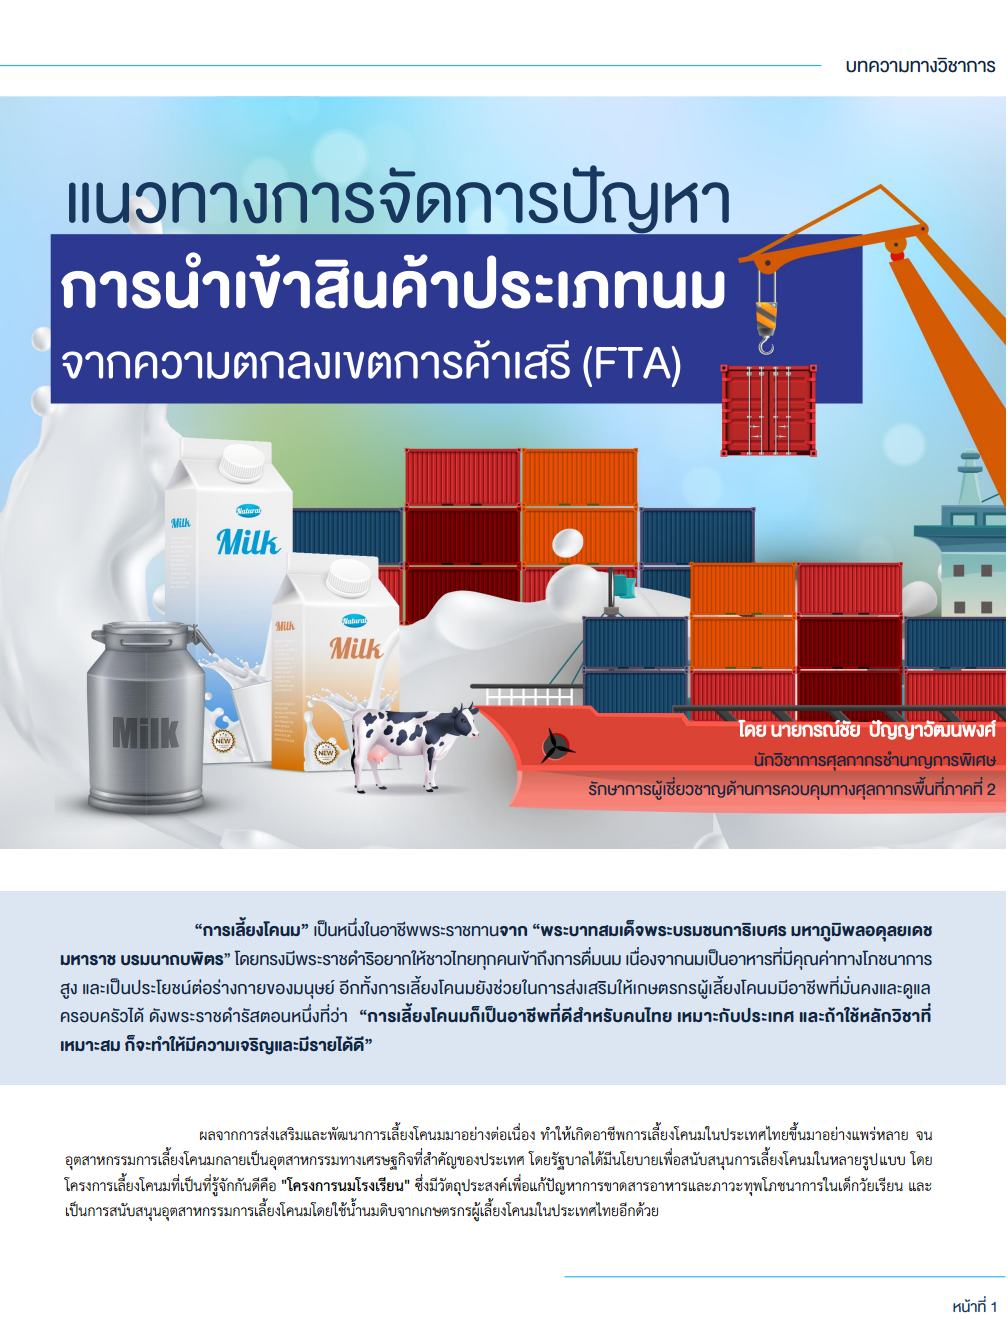 บทความทางวิชาการ
แนวทางการจัดการปัญหา
การนำเข้าสินค้าประเภทนม
จากความตกลงเขตการค้าเสรี (FTA)
Milk
Natural
Milk
Milk
Natural
Milk
Milk
NEW
NEW
โดย นายกรณ์ชัย ปัญญาวัฒนพงศ์
นักวิชาการศุลกากรชำนาญการพิเศษ
รักษาการผู้เชี่ยวชาญด้านการควบคุมทางศุลกากรพื้นที่ภาคที่ 2
“การเลี้ยงโคนม” เป็นหนึ่งในอาชีพพระราชทานจาก “พระบาทสมเด็จพระบรมชนกาธิเบศร มหาภูมิพลอดุลยเดช
มหาราช บรมนาถบพิตร” โดยทรงมีพระราชดำริอยากให้ชาวไทยทุกคนเข้าถึงการดื่มนม เนื่องจากนมเป็นอาหารที่มีคุณค่าทางโภชนาการ
สูง และเป็นประโยชน์ต่อร่างกายของมนุษย์ อีกทั้งการเลี้ยงโคนมยังช่วยในการส่งเสริมให้เกษตรกรผู้เลี้ยงโคนมมีอาชีพที่มั่นคงและดูแล
ครอบครัวได้ ดังพระราชดำรัสตอนหนึ่งที่ว่า “การเลี้ยงโคนมก็เป็นอาชีพที่ดีสำหรับคนไทย เหมาะกับประเทศ และถ้าใช้หลักวิชาที่
เหมาะสม ก็จะทำให้มีความเจริญและมีรายได้ดี”
ผลจากการส่งเสริมและพัฒนาการเลี้ยงโคนมมาอย่างต่อเนื่อง ทำให้เกิดอาชีพการเลี้ยงโคนมในประเทศไทยขึ้นมาอย่างแพร่หลาย จน
อุตสาหกรรมการเลี้ยงโคนมกลายเป็นอุตสาหกรรมทางเศรษฐกิจที่สำคัญของประเทศ โดยรัฐบาลได้มีนโยบายเพื่อสนับสนุนการเลี้ยงโคนมในหลายรูปแบบ โดย
โครงการเลี้ยงโคนมที่เป็นที่รู้จักกันดีคือ "โครงการนมโรงเรียน" ซึ่งมีวัตถุประสงค์เพื่อแก้ปัญหาการขาดสารอาหารและภาวะทุพโภชนาการในเด็กวัยเรียน และ
เป็นการสนับสนุนอุตสาหกรรมการเลี้ยงโคนมโดยใช้น้ำนมดิบจากเกษตรกรผู้เลี้ยงโคนมในประเทศไทยอีกด้วย
หน้าที่ 1